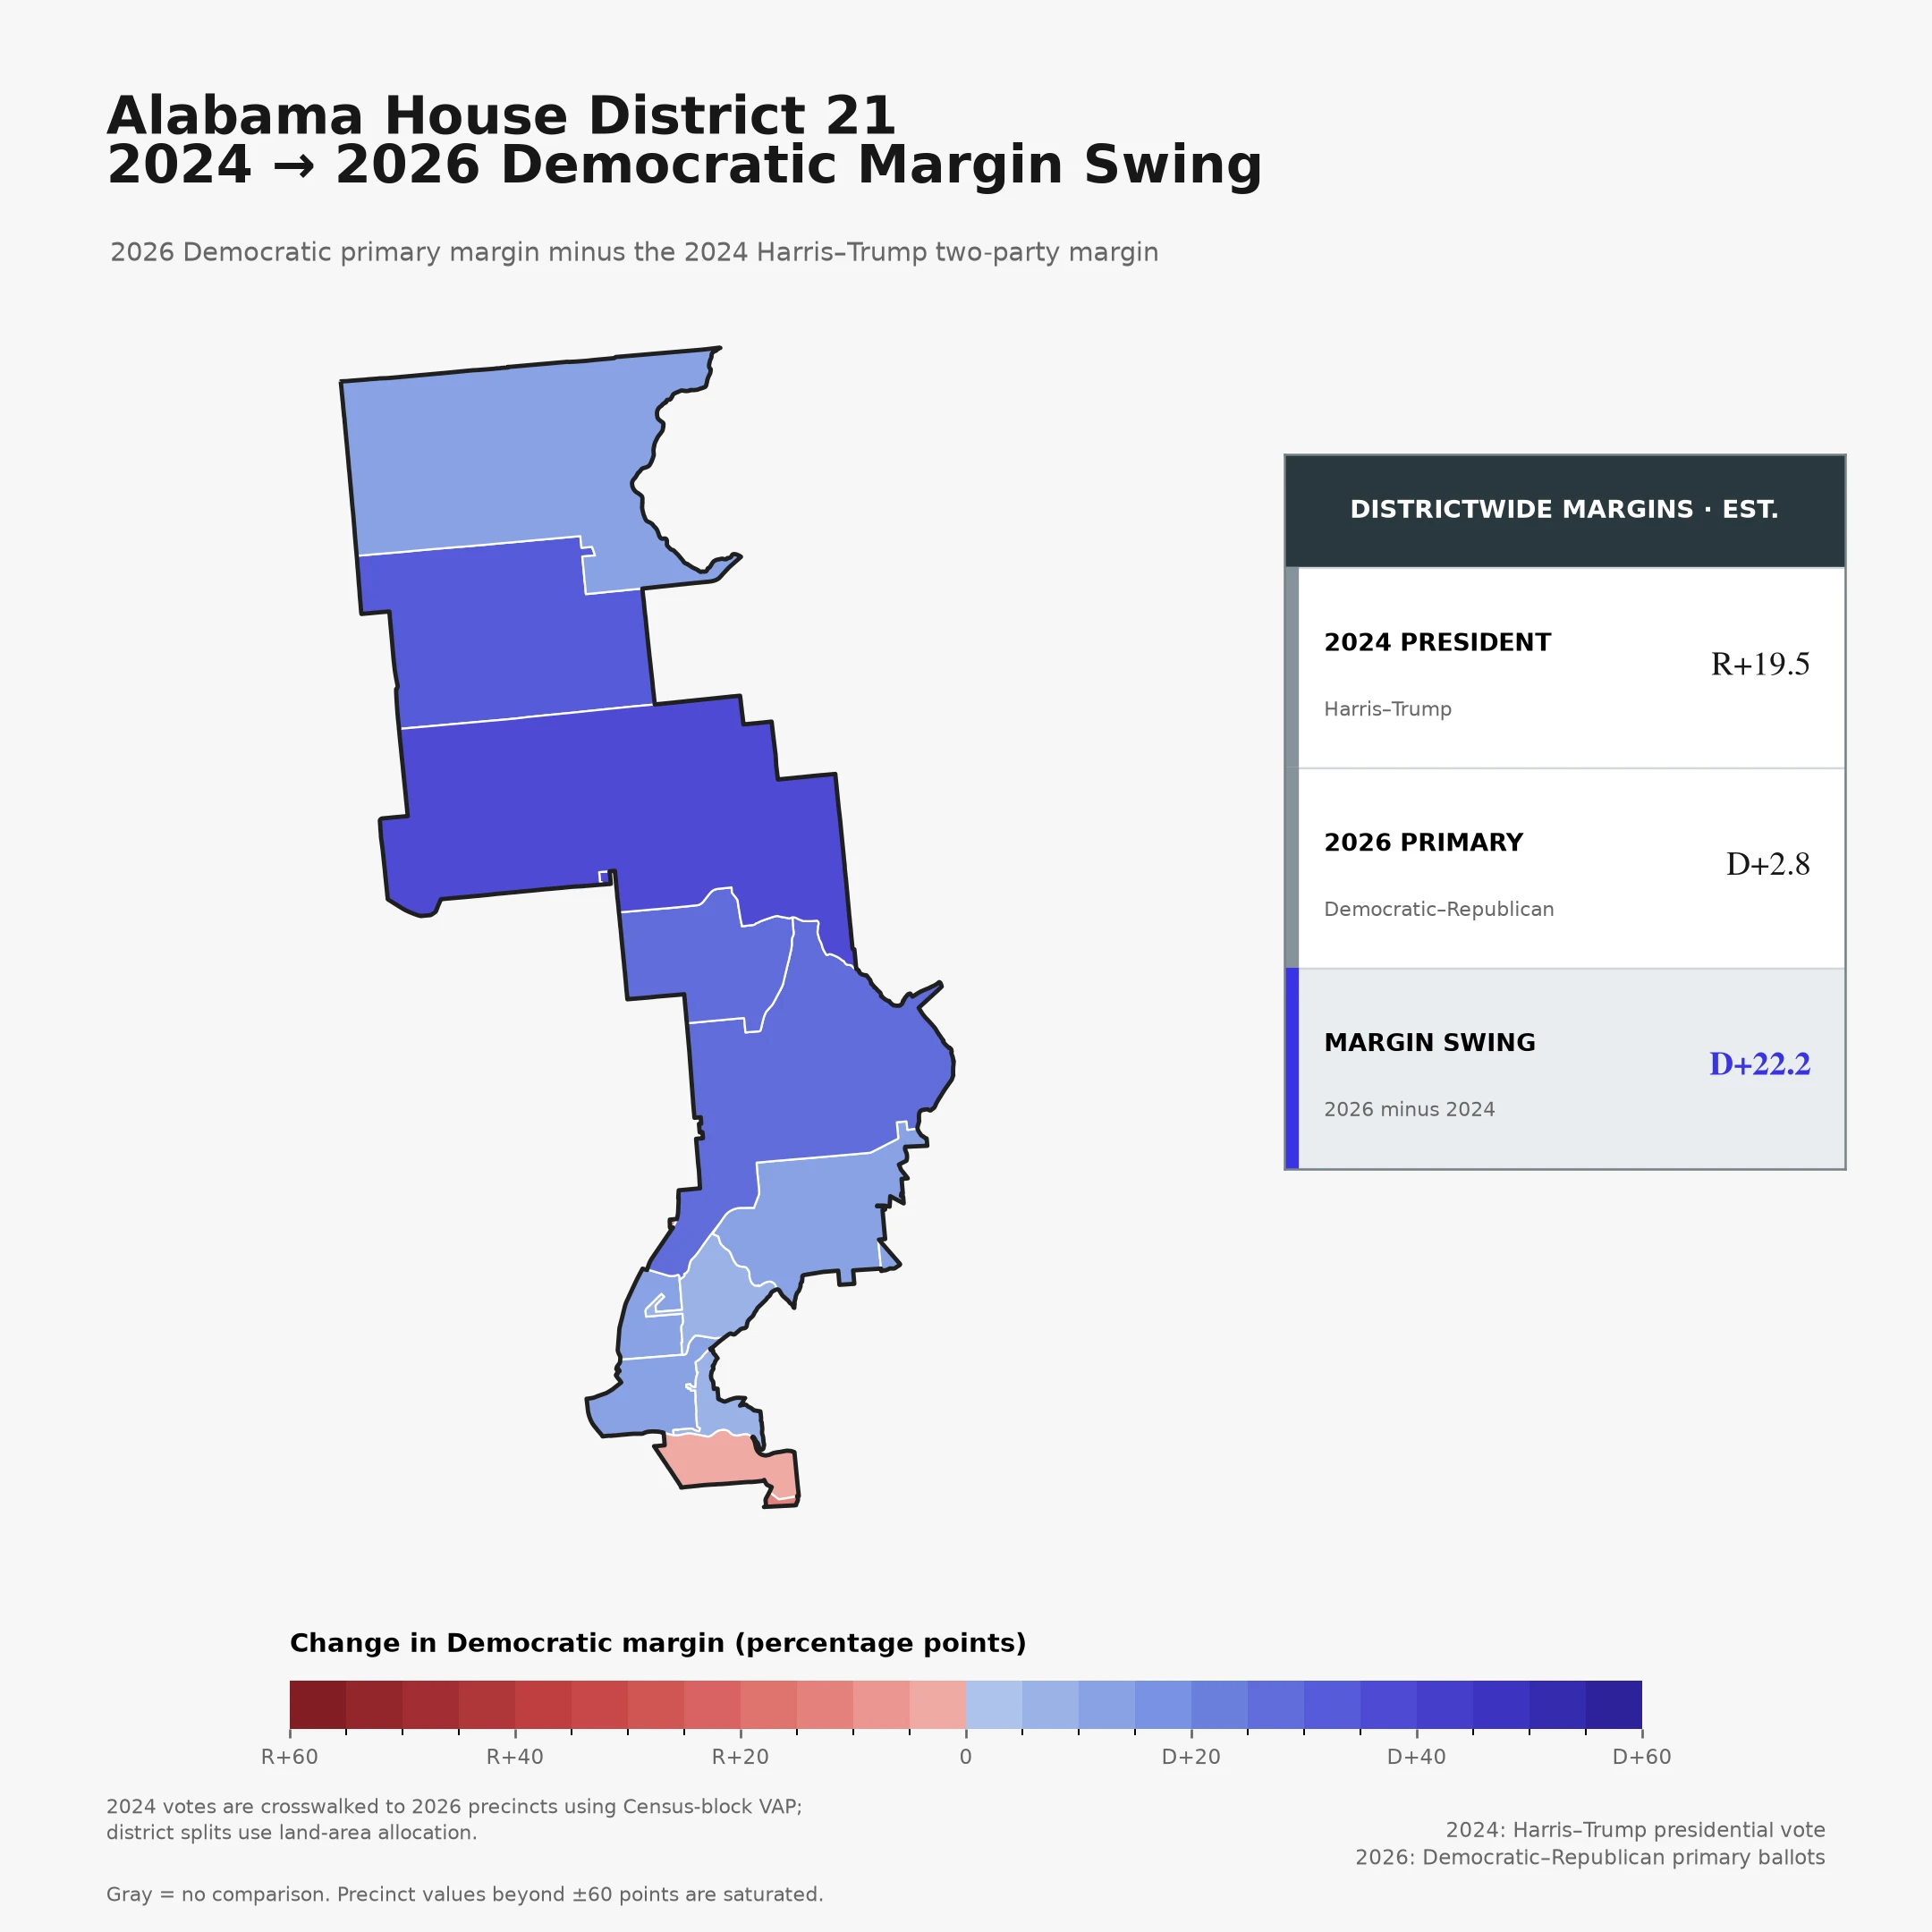 Alabama House District 21
2024 → 2026 Democratic Margin Swing
2026 Democratic primary margin minus the 2024 Harris–Trump two-party margin
DISTRICTWIDE MARGINS · EST.
2024 PRESIDENT
R+19.5
Harris–Trump
2026 PRIMARY
D+2.8
Democratic–Republican
MARGIN SWING
D+22.2
2026 minus 2024
Change in Democratic margin (percentage points)
R+60 R+40 R+20 0 D+20 D+40 D+60
2024 votes are crosswalked to 2026 precincts using Census-block VAP;
district splits use land-area allocation.
2024: Harris–Trump presidential vote
2026: Democratic–Republican primary ballots
Gray = no comparison. Precinct values beyond ±60 points are saturated.